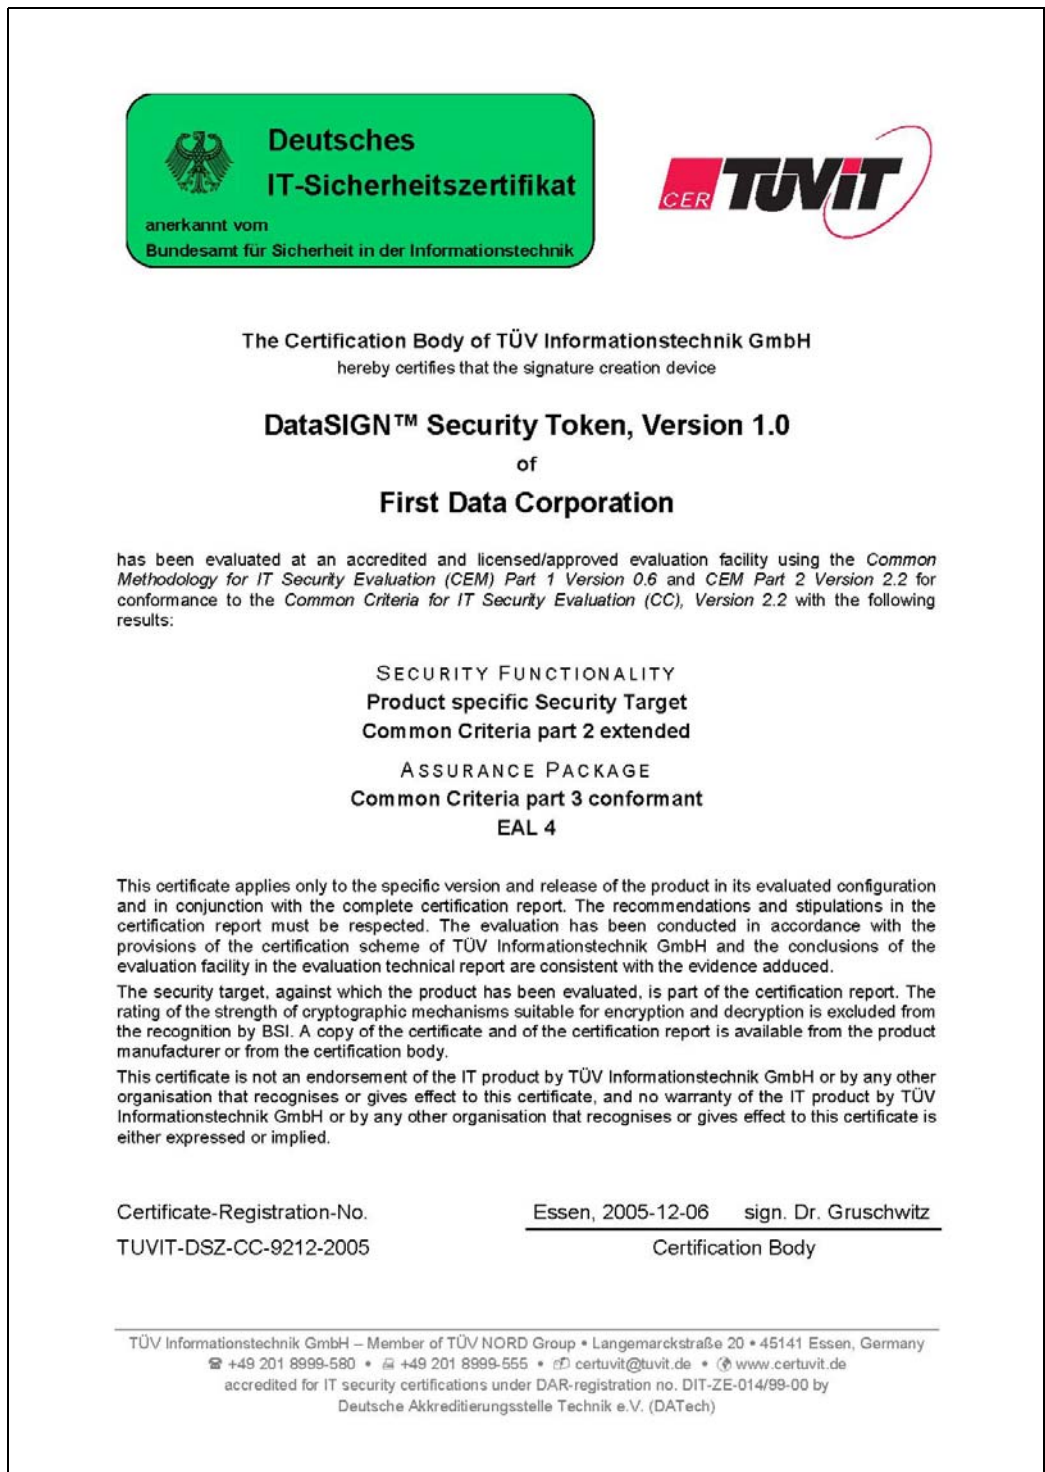 Deutsches
IT-Sicherheitszertifikat
anerkannt vom
Bundesamt für Sicherheit in der Informationstechnik
CER TÜViT
The Certification Body of TÜV Informationstechnik GmbH
hereby certifies that the signature creation device
DataSIGN™ Security Token, Version 1.0
of
First Data Corporation
has been evaluated at an accredited and licensed/approved evaluation facility using the Common
Methodology for IT Security Evaluation (CEM) Part 1 Version 0.6 and CEM Part 2 Version 2.2 for
conformance to the Common Criteria for IT Security Evaluation (CC), Version 2.2 with the following
results:
SECURITY FUNCTIONALITY
Product specific Security Target
Common Criteria part 2 extended
ASSURANCE PACKAGE
Common Criteria part 3 conformant
EAL 4
This certificate applies only to the specific version and release of the product in its evaluated configuration
and in conjunction with the complete certification report. The recommendations and stipulations in the
certification report must be respected. The evaluation has been conducted in accordance with the
provisions of the certification scheme of TÜV Informationstechnik GmbH and the conclusions of the
evaluation facility in the evaluation technical report are consistent with the evidence adduced.
The security target, against which the product has been evaluated, is part of the certification report. The
rating of the strength of cryptographic mechanisms suitable for encryption and decryption is excluded from
the recognition by BSI. A copy of the certificate and of the certification report is available from the product
manufacturer or from the certification body.
This certificate is not an endorsement of the IT product by TÜV Informationstechnik GmbH or by any other
organisation that recognises or gives effect to this certificate, and no warranty of the IT product by TÜV
Informationstechnik GmbH or by any other organisation that recognises or gives effect to this certificate is
either expressed or implied.
Certificate-Registration-No.
TUVIT-DSZ-CC-9212-2005
Essen, 2005-12-06 sign. Dr. Gruschwitz
Certification Body
TÜV Informationstechnik GmbH – Member of TÜV NORD Group • Langemarckstraße 20 • 45141 Essen, Germany
☎ +49 201 8999-580 • +49 201 8999-555 • certuvit@tuvit.de • www.certuvit.de
accredited for IT security certifications under DAR-registration no. DIT-ZE-014/99-00 by
Deutsche Akkreditierungsstelle Technik e.V. (DATech)